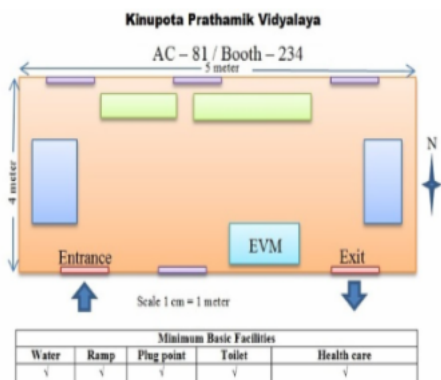 Kinupota Prathamik Vidyalaya
AC – 81 / Booth – 234
5 meter
4 meter
N
EVM
Entrance
Exit
Scale 1 cm = 1 meter
Minimum Basic Facilities
Water Ramp Plug point Toilet Health care
√ √ √ √ √